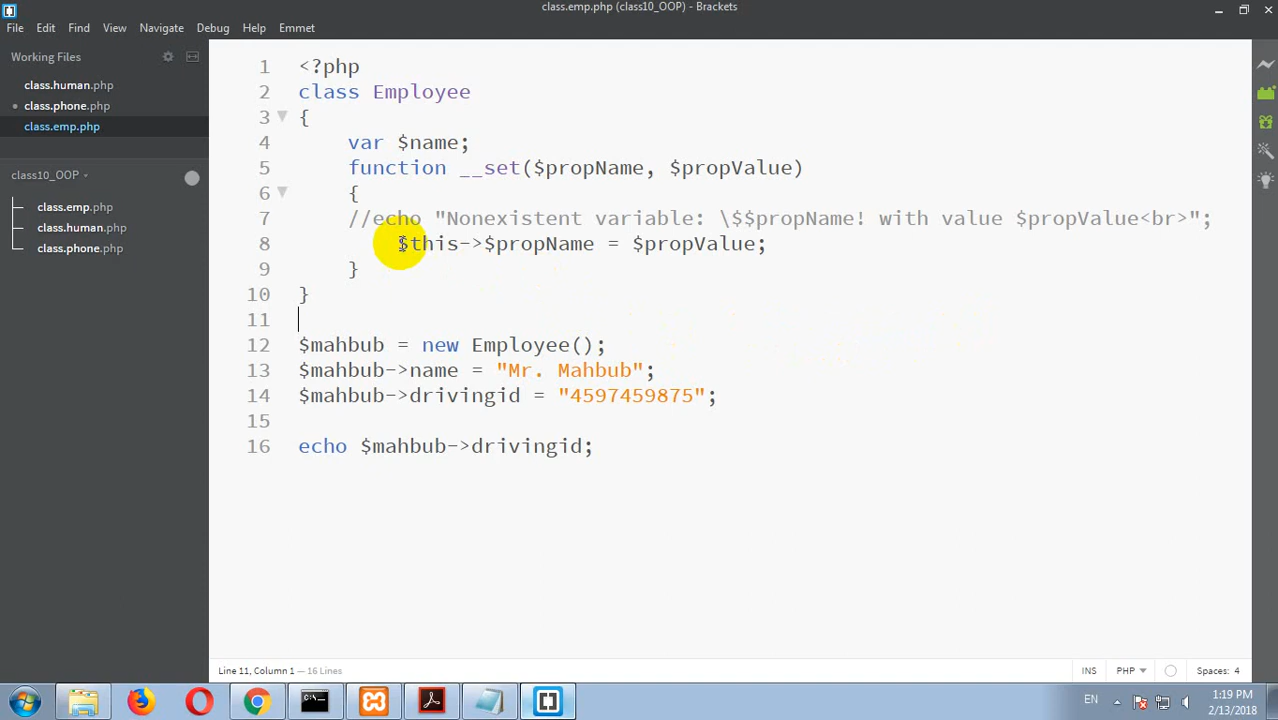 class.emp.php (class10_OOP) - Brackets
File Edit Find View Navigate Debug Help Emmet
Working Files
class.human.php
class.phone.php
class.emp.php
class10_OOP
class.emp.php
class.human.php
class.phone.php
1 <?php
2 class Employee
3 {
4 var $name;
5 function __set($propName, $propValue)
6 {
7 //echo "Nonexistent variable: \$$propName! with value $propValue<br>";
8 $this->$propName = $propValue;
9 }
10 }
11
12 $mahbub = new Employee();
13 $mahbub->name = "Mr. Mahbub";
14 $mahbub->drivingid = "4597459875";
15
16 echo $mahbub->drivingid;
Line 11, Column 1 — 16 Lines
INS PHP Spaces: 4
EN 1:19 PM
2/13/2018